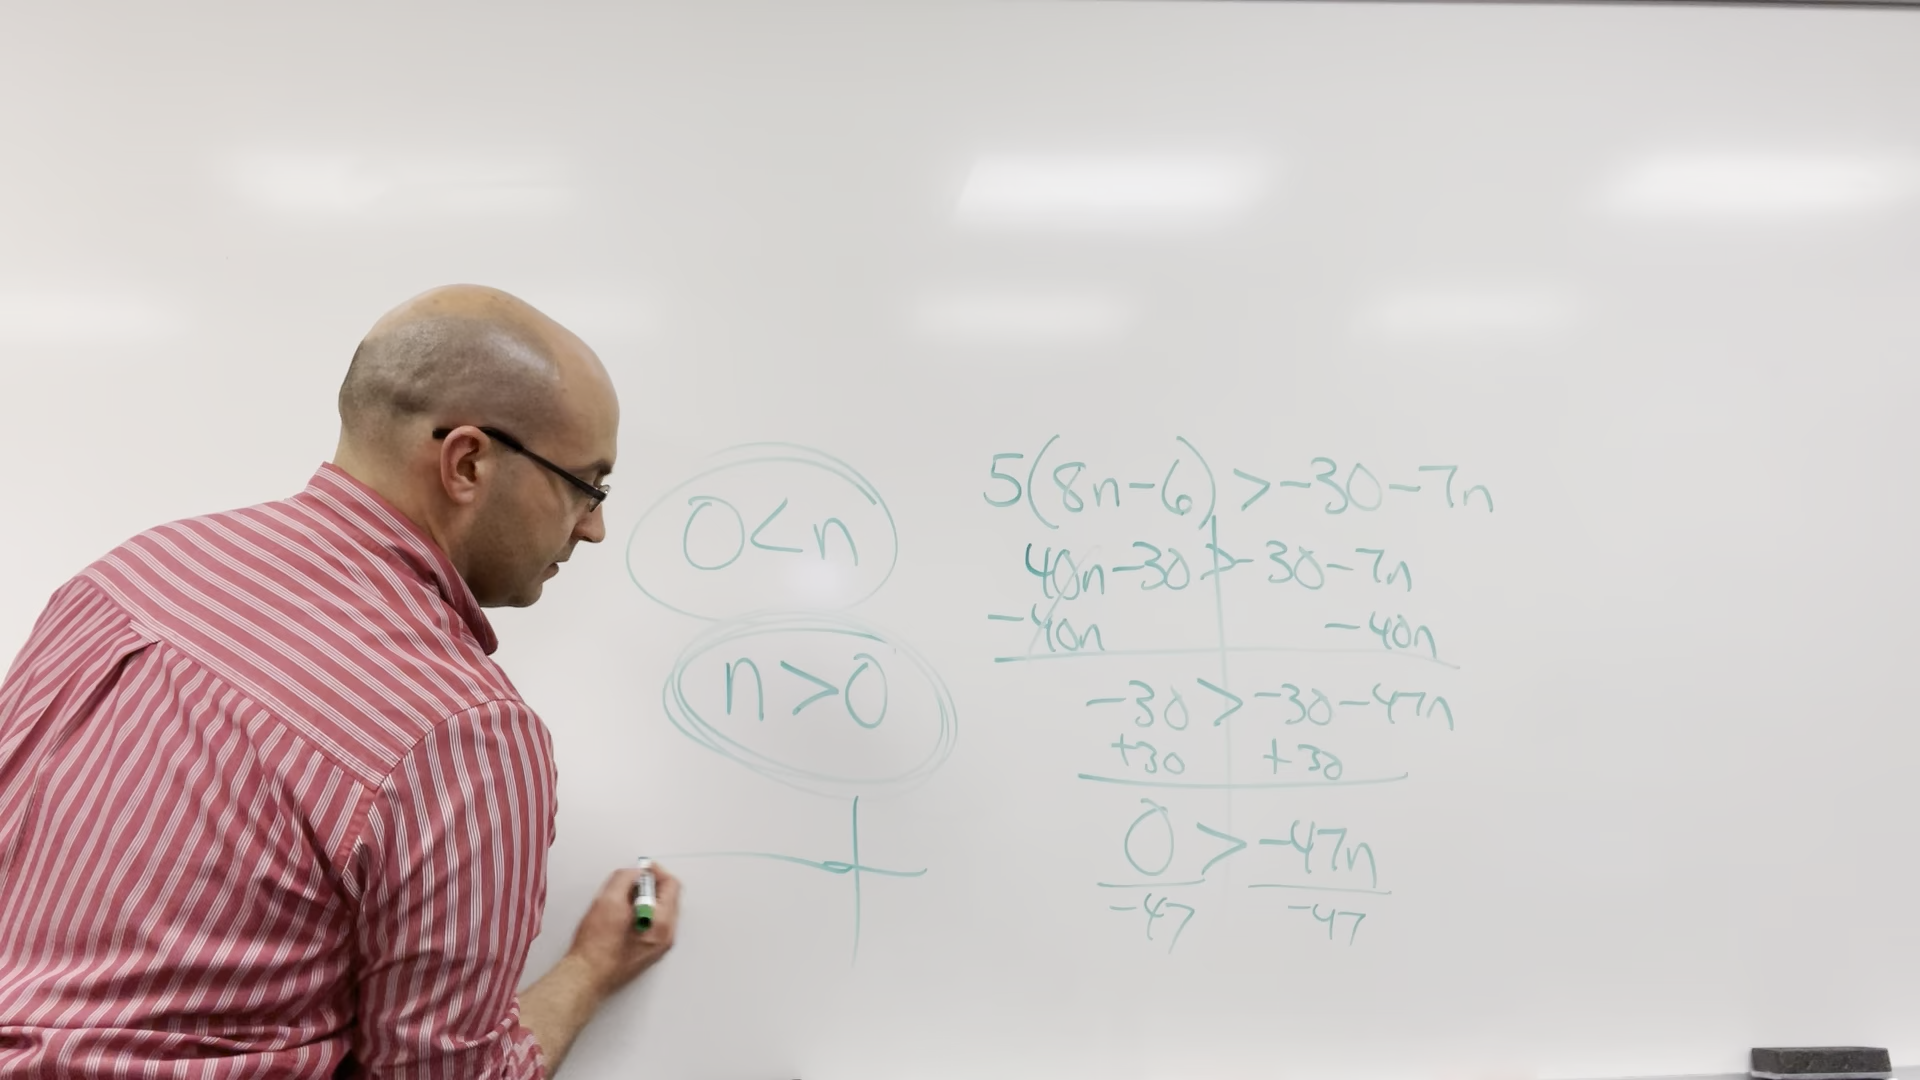 5(8n-6) > -30-7n
40n-30 > -30-7n
-40n -40n
-30 > -30-47n
+30 +30
0 > -47n
-47 -47
0<n
n>0